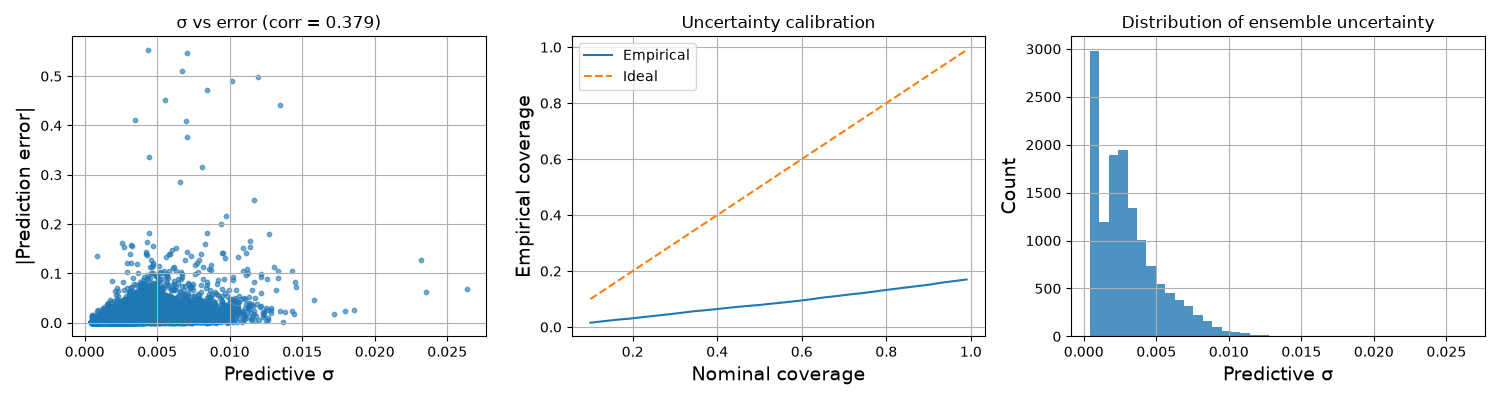 σ vs error (corr = 0.379)
|Prediction error|
0.5
0.4
0.3
0.2
0.1
0.0
0.000 0.005 0.010 0.015 0.020 0.025
Predictive σ
Uncertainty calibration
Empirical
Ideal
Empirical coverage
1.0
0.8
0.6
0.4
0.2
0.0
0.2 0.4 0.6 0.8 1.0
Nominal coverage
Distribution of ensemble uncertainty
Count
3000
2500
2000
1500
1000
500
0
0.000 0.005 0.010 0.015 0.020 0.025
Predictive σ